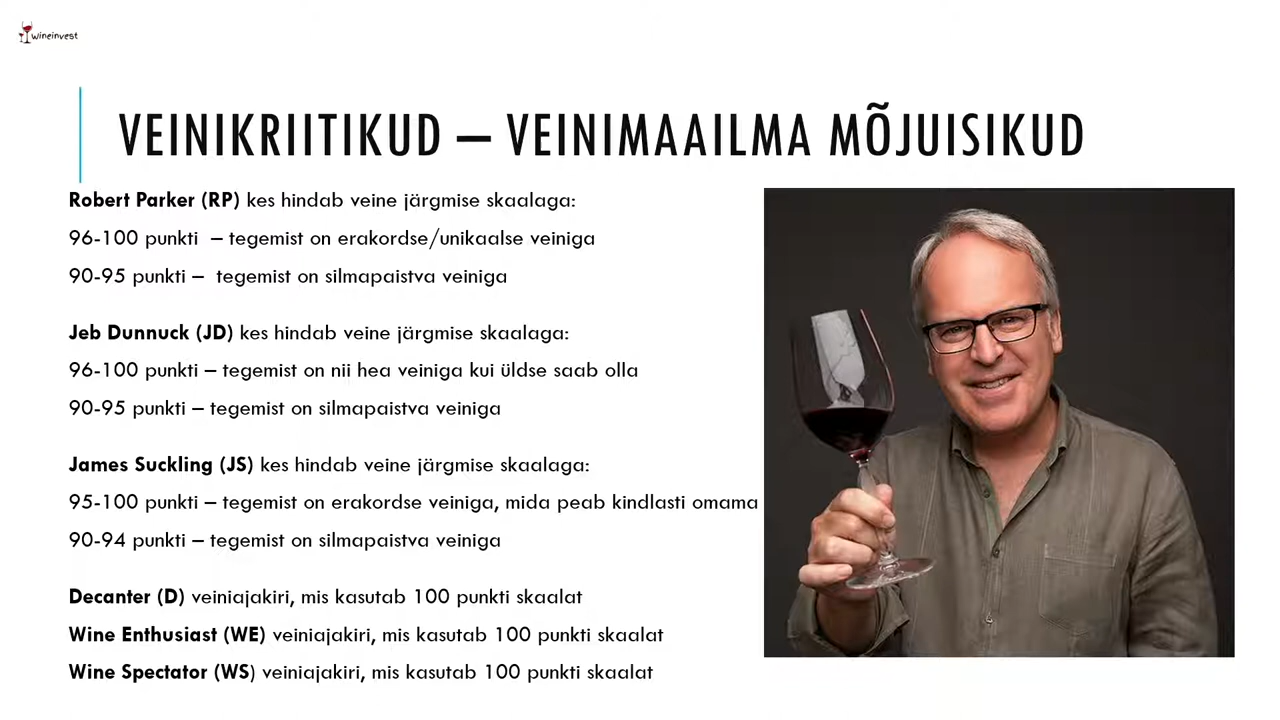 wineinvest
VEINIKRIITIKUD – VEINIMAAILMA MÕJUISIKUD
Robert Parker (RP) kes hindab veine järgmise skaalaga:
96-100 punkti – tegemist on erakordse/unikaalse veiniga
90-95 punkti – tegemist on silmapaistva veiniga
Jeb Dunnuck (JD) kes hindab veine järgmise skaalaga:
96-100 punkti – tegemist on nii hea veiniga kui üldse saab olla
90-95 punkti – tegemist on silmapaistva veiniga
James Suckling (JS) kes hindab veine järgmise skaalaga:
95-100 punkti – tegemist on erakordse veiniga, mida peab kindlasti omama
90-94 punkti – tegemist on silmapaistva veiniga
Decanter (D) veiniajakiri, mis kasutab 100 punkti skaalat
Wine Enthusiast (WE) veiniajakiri, mis kasutab 100 punkti skaalat
Wine Spectator (WS) veiniajakiri, mis kasutab 100 punkti skaalat